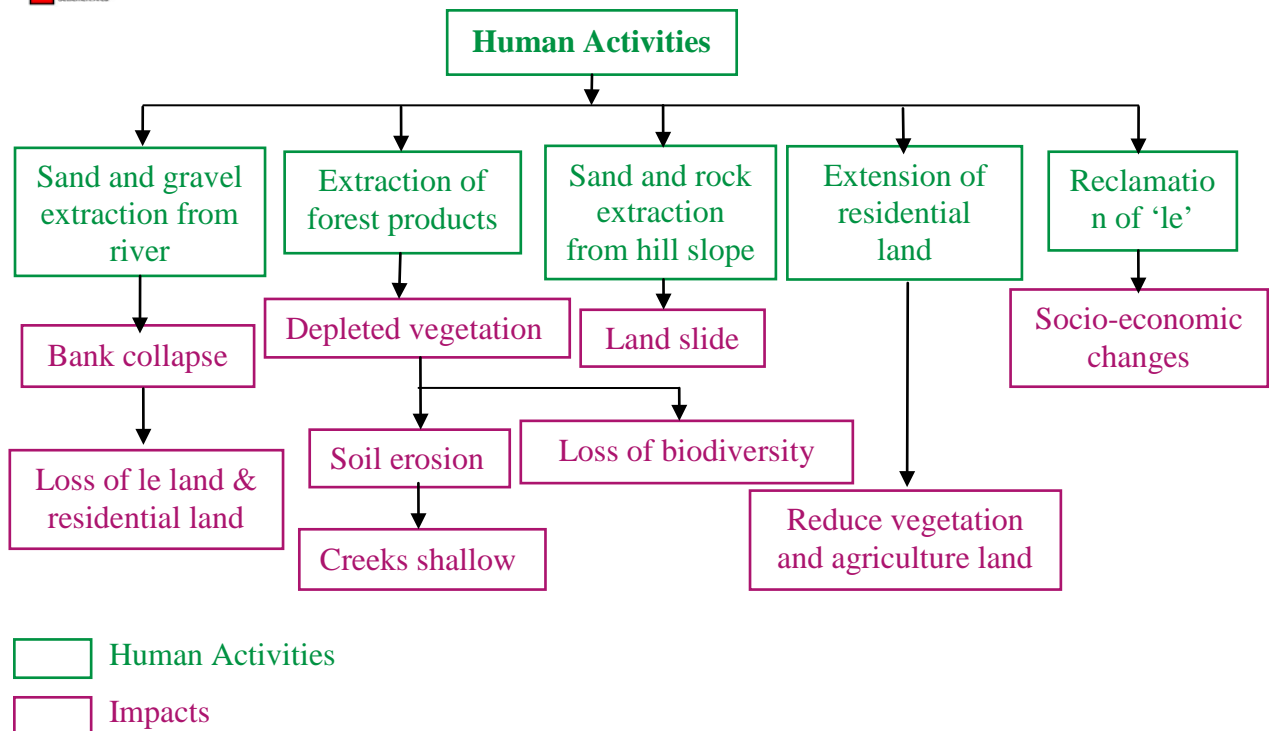 Human Activities
Sand and gravel
extraction from
river
Extraction of
forest products
Sand and rock
extraction
from hill slope
Extension of
residential
land
Reclamatio
n of ‘le’
Bank collapse
Depleted vegetation
Land slide
Socio-economic
changes
Loss of le land &
residential land
Soil erosion
Loss of biodiversity
Creeks shallow
Reduce vegetation
and agriculture land
Human Activities
Impacts